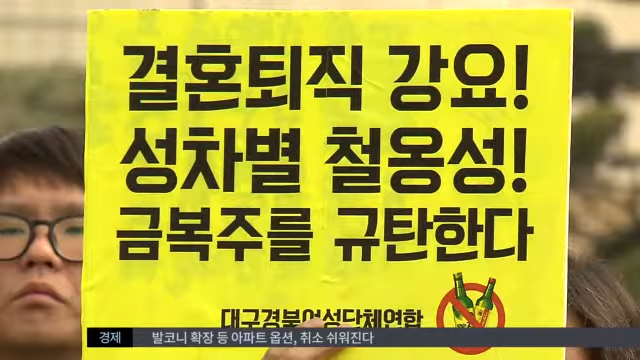 결혼퇴직 강요!
성차별 철옹성!
금복주를 규탄한다
대구경북여성단체연합
경제 발코니 확장 등 아파트 옵션, 취소 쉬워진다